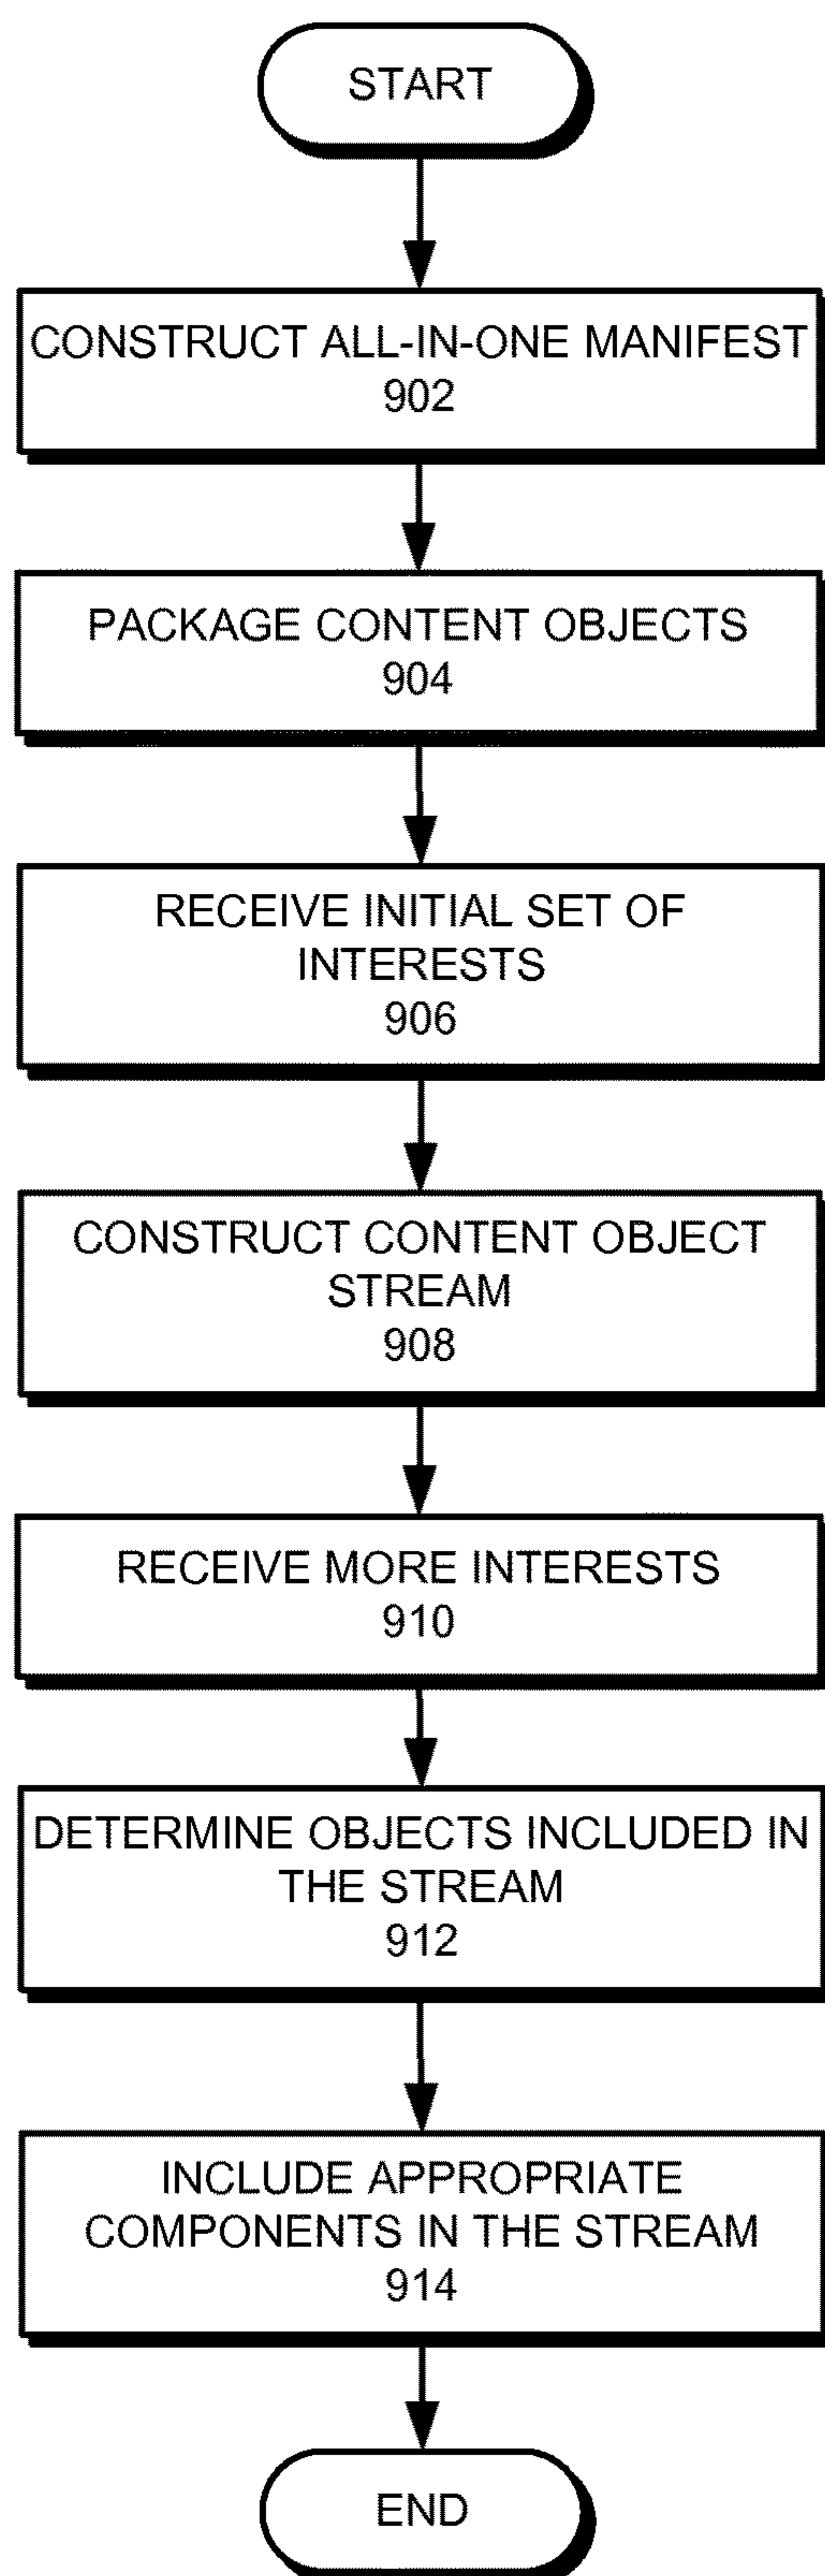 START
CONSTRUCT ALL-IN-ONE MANIFEST
902
PACKAGE CONTENT OBJECTS
904
RECEIVE INITIAL SET OF
INTERESTS
906
CONSTRUCT CONTENT OBJECT
STREAM
908
RECEIVE MORE INTERESTS
910
DETERMINE OBJECTS INCLUDED IN
THE STREAM
912
INCLUDE APPROPRIATE
COMPONENTS IN THE STREAM
914
END